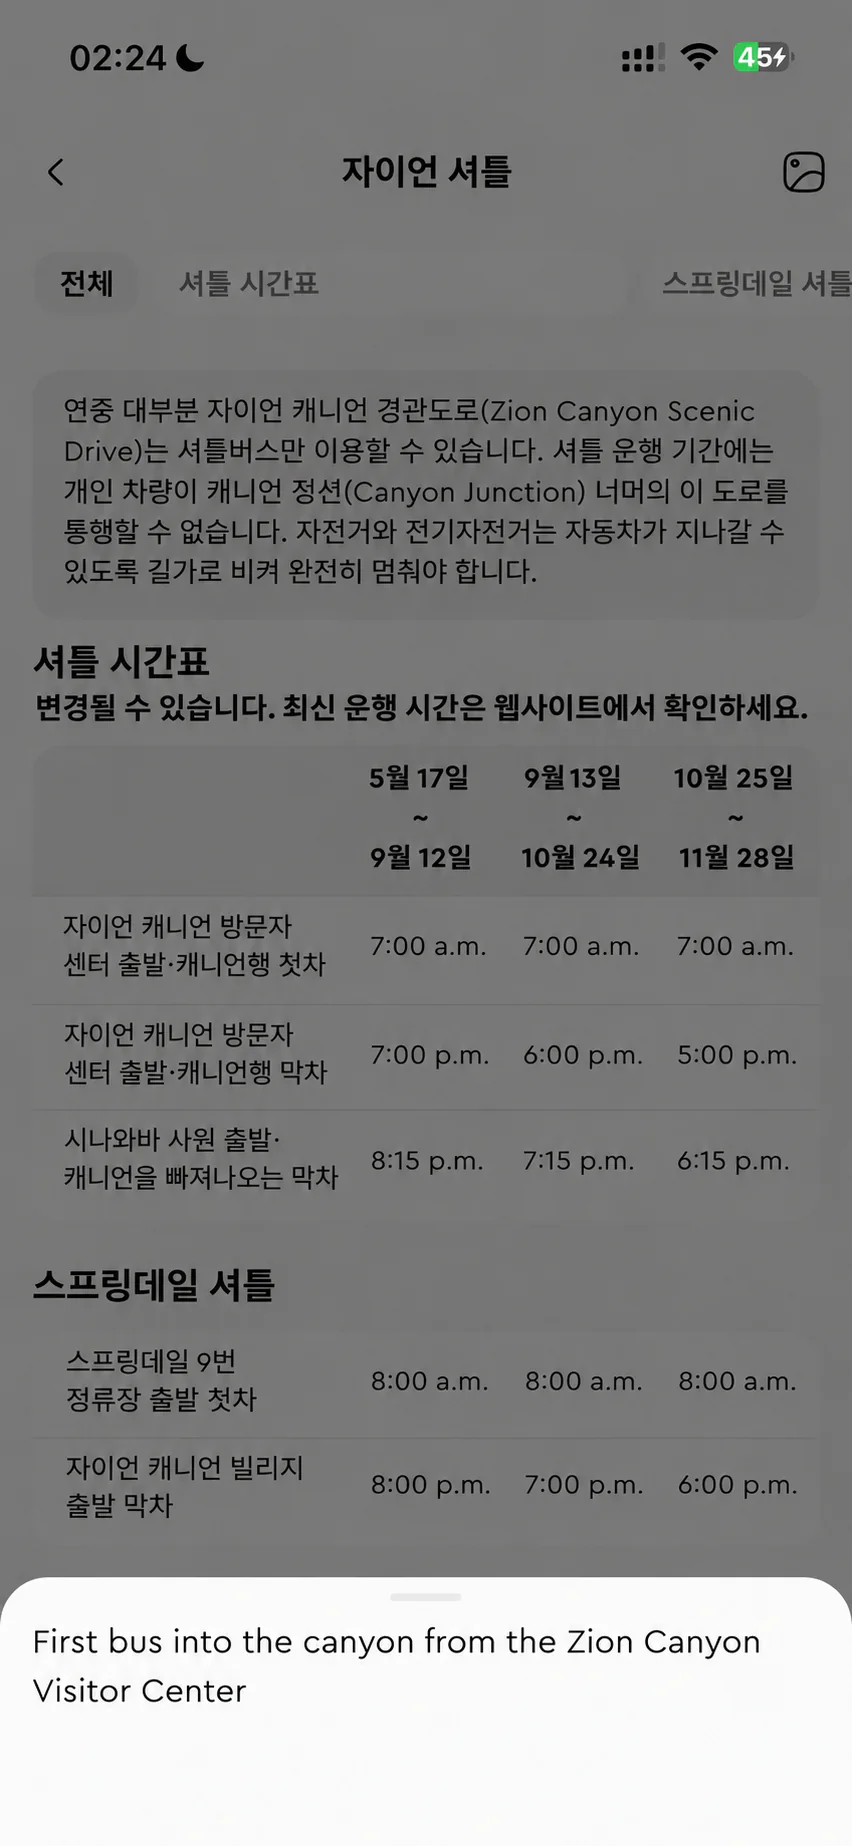 02:24
45
자이언 셔틀
전체
셔틀 시간표
스프링데일 셔틀
연중 대부분 자이언 캐니언 경관도로(Zion Canyon Scenic
Drive)는 셔틀버스만 이용할 수 있습니다. 셔틀 운행 기간에는
개인 차량이 캐니언 정션(Canyon Junction) 너머의 이 도로를
통행할 수 없습니다. 자전거와 전기자전거는 자동차가 지나갈 수
있도록 길가로 비켜 완전히 멈춰야 합니다.
셔틀 시간표
변경될 수 있습니다. 최신 운행 시간은 웹사이트에서 확인하세요.
5월 17일 9월 13일 10월 25일
~ ~ ~
9월 12일 10월 24일 11월 28일
자이언 캐니언 방문자
센터 출발·캐니언행 첫차
7:00 a.m. 7:00 a.m. 7:00 a.m.
자이언 캐니언 방문자
센터 출발·캐니언행 막차
7:00 p.m. 6:00 p.m. 5:00 p.m.
시나와바 사원 출발·
캐니언을 빠져나오는 막차
8:15 p.m. 7:15 p.m. 6:15 p.m.
스프링데일 셔틀
스프링데일 9번
정류장 출발 첫차
8:00 a.m. 8:00 a.m. 8:00 a.m.
자이언 캐니언 빌리지
출발 막차
8:00 p.m. 7:00 p.m. 6:00 p.m.
First bus into the canyon from the Zion Canyon
Visitor Center